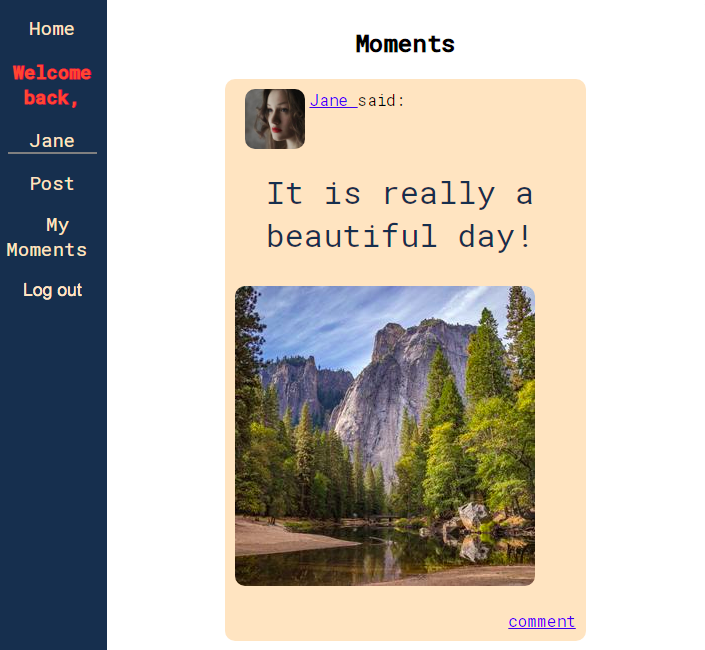 Home
Welcome
back,
Jane
Post
My
Moments
Log out
Moments
Jane said:
It is really a
beautiful day!
comment